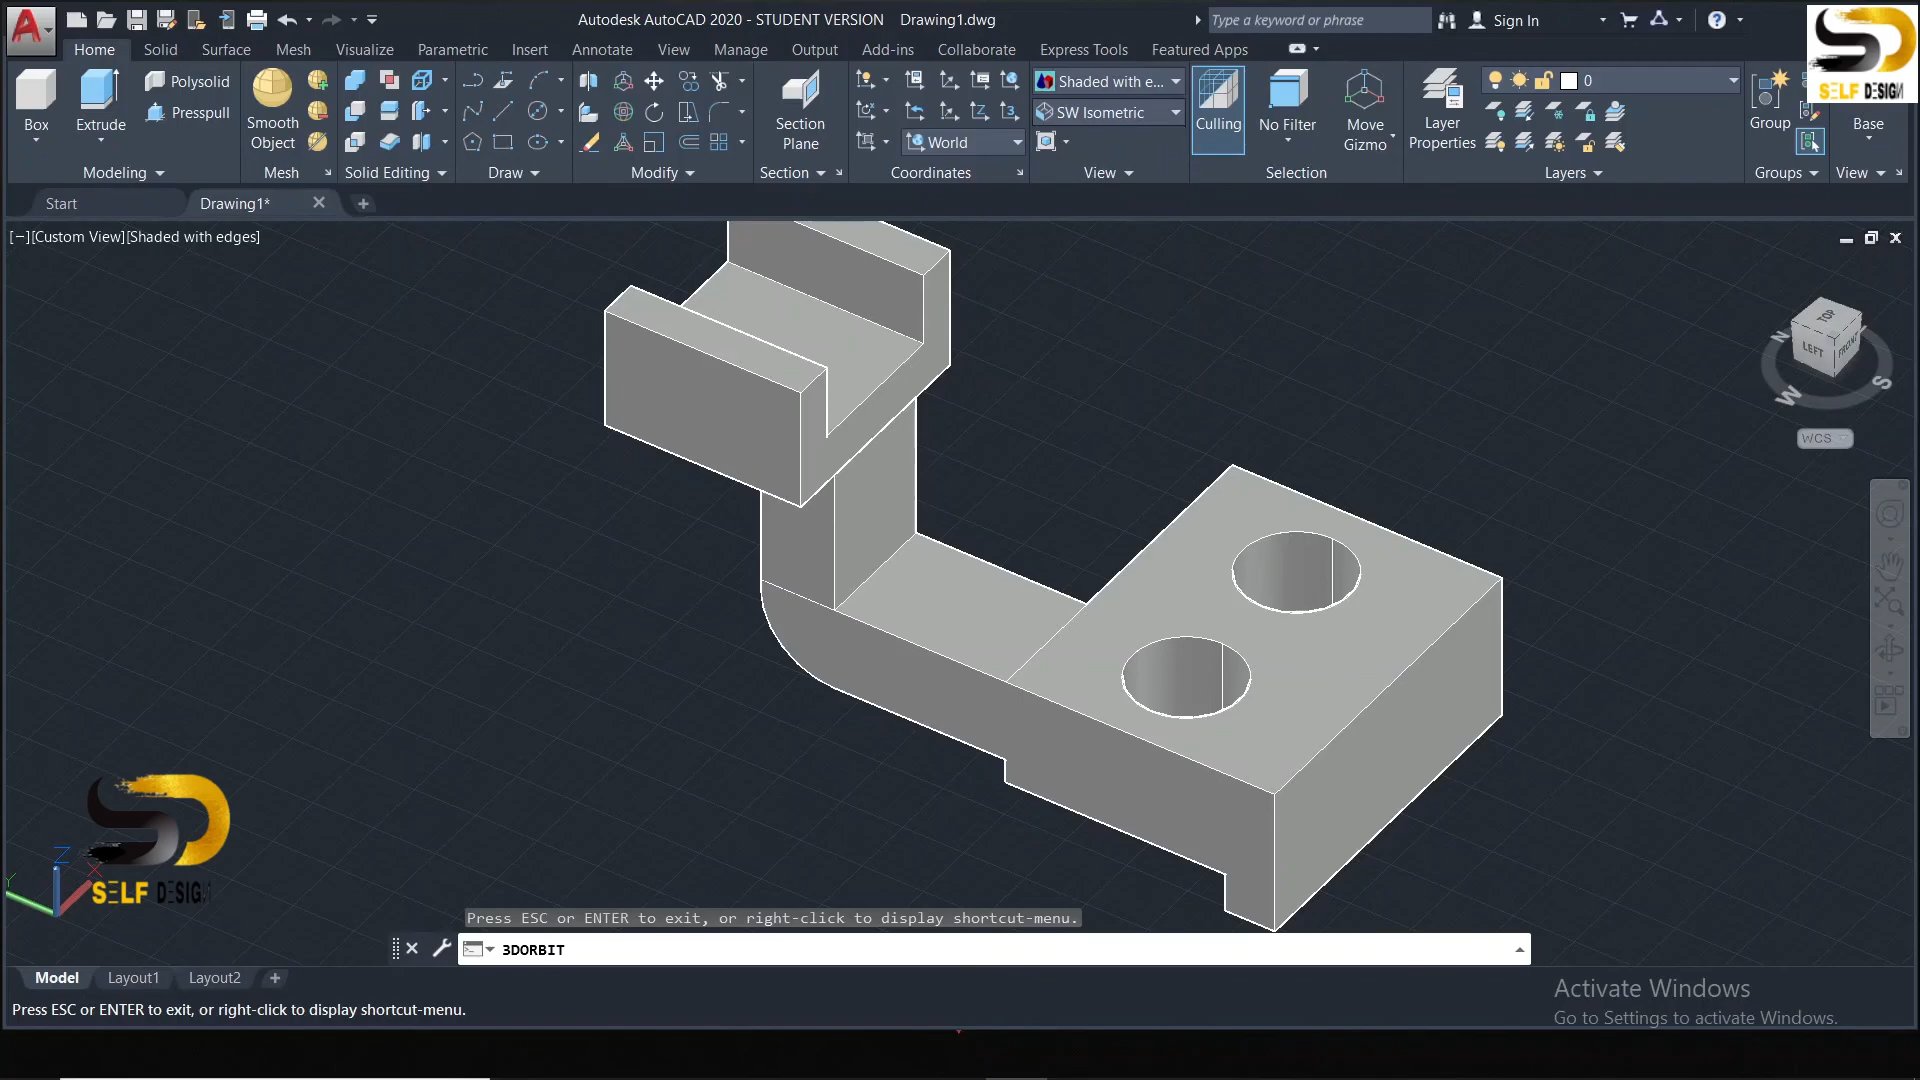 Autodesk AutoCAD 2020 - STUDENT VERSION Drawing1.dwg
Type a keyword or phrase
Sign In
Home Solid Surface Mesh Visualize Parametric Insert Annotate View Manage Output Add-ins Collaborate Express Tools Featured Apps
SELF DESIGN
Box
Extrude
Polysolid
Presspull
Smooth
Object
Section
Plane
World
Shaded with e...
SW Isometric
Culling
No Filter
Move
Gizmo
Layer
Properties
0
Group
Base
Modeling Mesh Solid Editing Draw Modify Section Coordinates View Selection Layers Groups View
Start Drawing1*
[−][Custom View][Shaded with edges]
TOP
LEFT
FRONT
N
S
W
WCS
Z
X
Y
SELF DESIGN
Press ESC or ENTER to exit, or right-click to display shortcut-menu.
3DORBIT
Model Layout1 Layout2
Activate Windows
Go to Settings to activate Windows.
Press ESC or ENTER to exit, or right-click to display shortcut-menu.